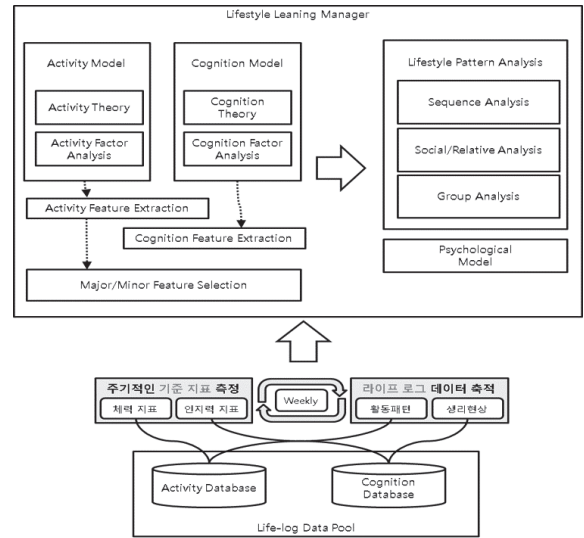 Lifestyle Leaning Manager
Activity Model
Activity Theory
Activity Factor
Analysis
Cognition Model
Cognition
Theory
Cognition Factor
Analysis
Activity Feature Extraction
Cognition Feature Extraction
Major/Minor Feature Selection
Lifestyle Pattern Analysis
Sequence Analysis
Social/Relative Analysis
Group Analysis
Psychological
Model
주기적인 기준 지표 측정
체력 지표
인지력 지표
Weekly
라이프 로그 데이터 축적
활동패턴
생리현상
Activity Database
Cognition
Database
Life-log Data Pool